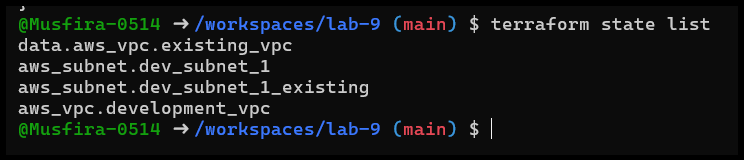 }
@Musfira-0514 ➜ /workspaces/lab-9 (main) $ terraform state list
data.aws_vpc.existing_vpc
aws_subnet.dev_subnet_1
aws_subnet.dev_subnet_1_existing
aws_vpc.development_vpc
@Musfira-0514 ➜ /workspaces/lab-9 (main) $